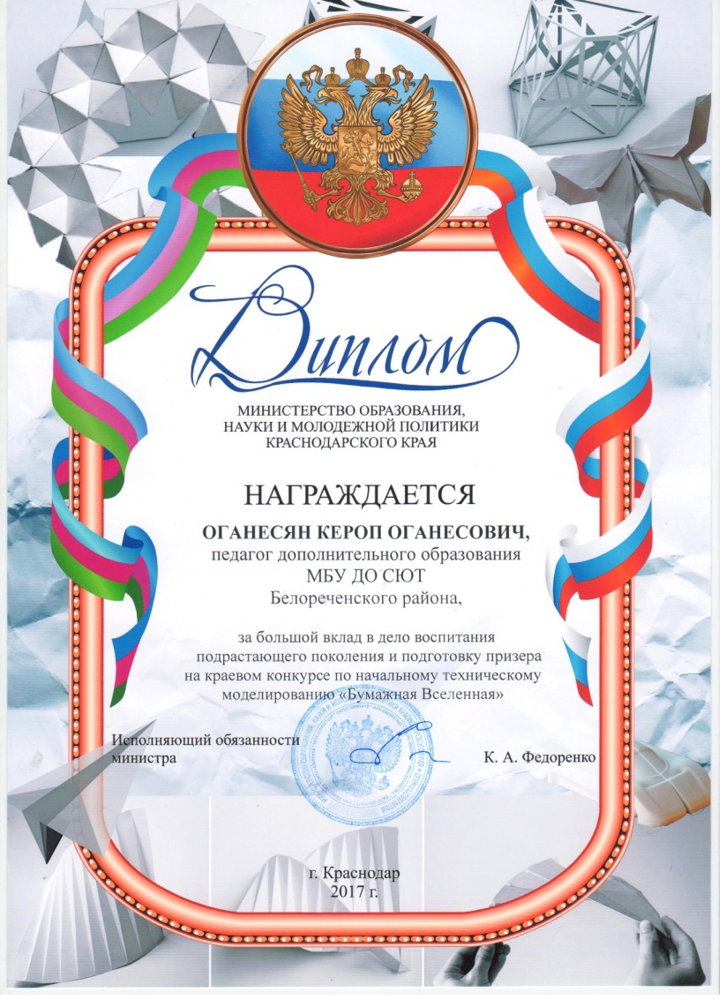 Диплом
МИНИСТЕРСТВО ОБРАЗОВАНИЯ,
НАУКИ И МОЛОДЕЖНОЙ ПОЛИТИКИ
КРАСНОДАРСКОГО КРАЯ
НАГРАЖДАЕТСЯ
ОГАНЕСЯН КЕРОП ОГАНЕСОВИЧ,
педагог дополнительного образования
МБУ ДО СЮТ
Белореченского района,
за большой вклад в дело воспитания
подрастающего поколения и подготовку призера
на краевом конкурсе по начальному техническому
моделированию «Бумажная Вселенная»
Исполняющий обязанности
министра
К. А. Федоренко
г. Краснодар
2017 г.